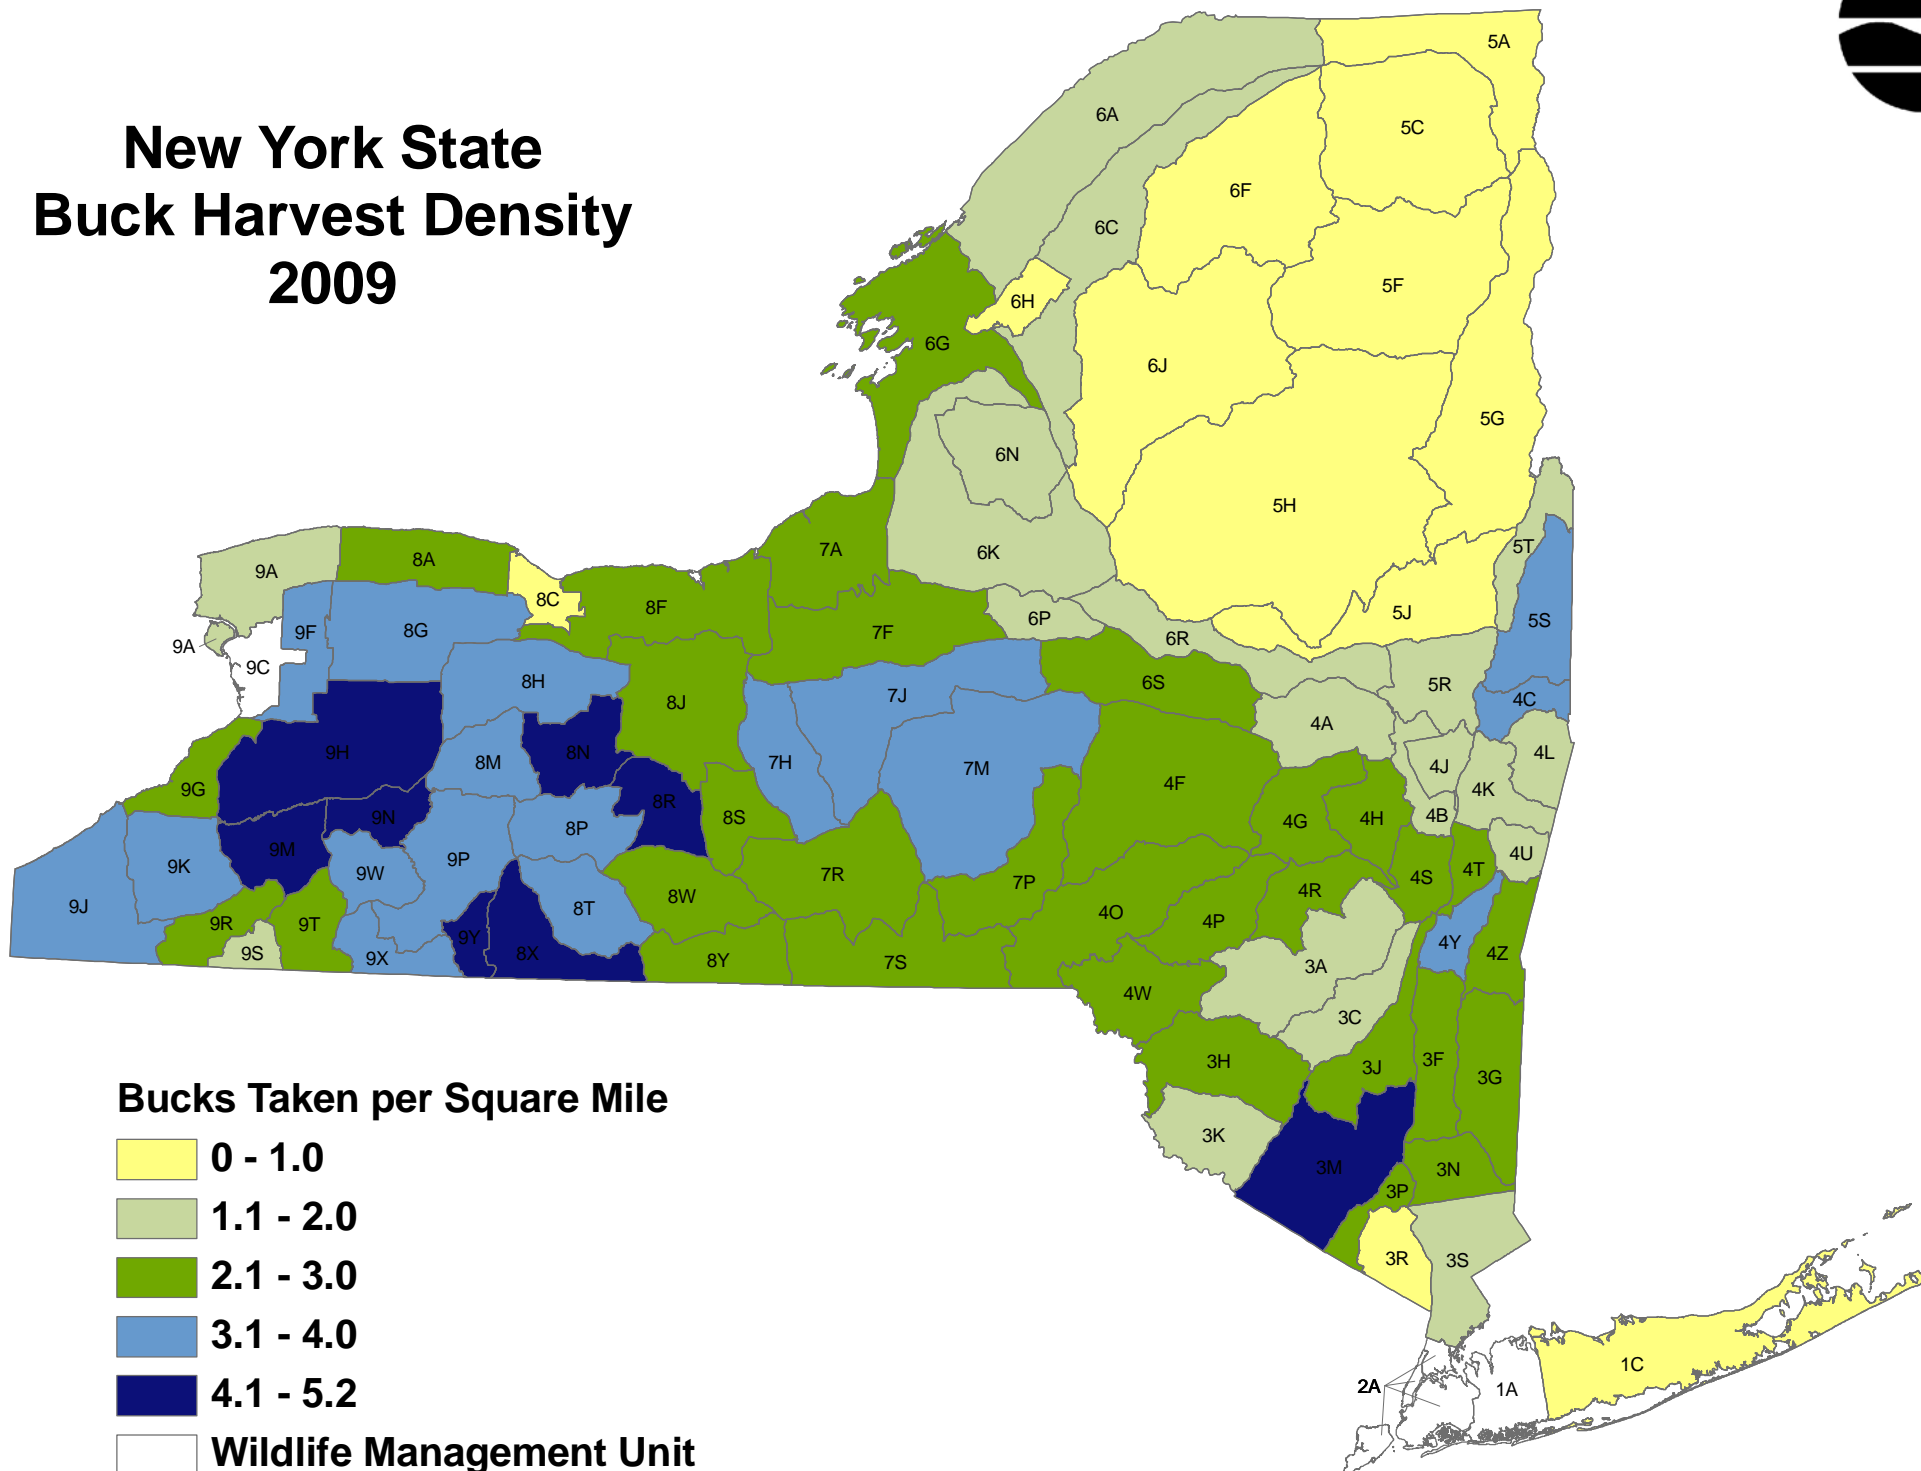 New York State
Buck Harvest Density
2009
5A
6A
5C
6F
6C
5F
6H
6G
6J
5G
6N
5H
7A
6K
5T
8A
9A
8C
8F
5J
6P
5S
9F
8G
7F
6R
9A
9C
8H
6S
5R
7J
4C
8J
4A
9H
8N
4L
8M
7H
7M
4J
4F
9G
4K
8R
4B
9N
8S
4G
4H
8P
9M
4U
9P
9K
9W
4T
7R
4S
7P
4R
8W
9J
8T
4O
9R
9T
4P
9Y
4Y
9S
9X
8X
8Y
7S
4Z
3A
4W
3C
3H
3F
3J
3G
Bucks Taken per Square Mile
0 - 1.0
3K
3M
3N
3P
1.1 - 2.0
3R
3S
2.1 - 3.0
3.1 - 4.0
1C
2A
1A
4.1 - 5.2
Wildlife Management Unit